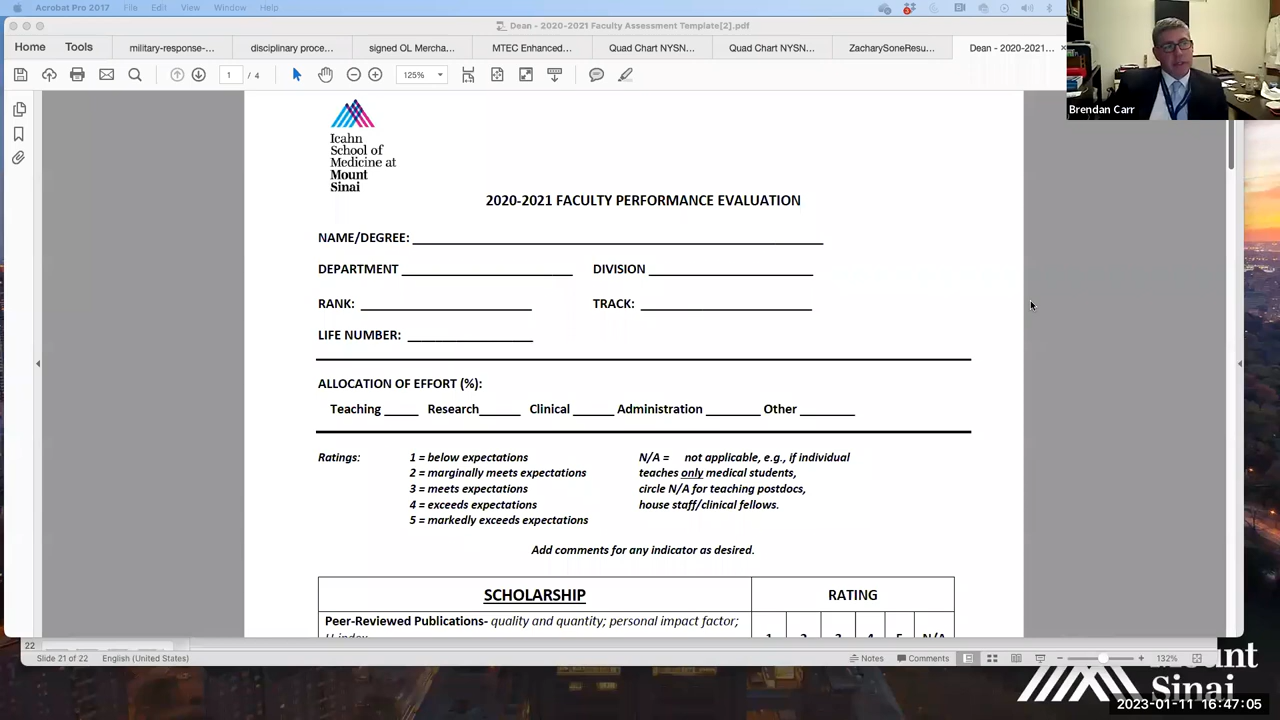 Acrobat Pro 2017 File Edit View Window Help
Dean - 2020-2021 Faculty Assessment Template[2].pdf
Home Tools military-response-... disciplinary proce... signed OL Mercha... MTEC Enhanced... Quad Chart NYSN... Quad Chart NYSN... ZacharySoneResu... Dean - 2020-2021... ×
1 / 4 125%
Brendan Carr
Icahn
School of
Medicine at
Mount
Sinai
2020-2021 FACULTY PERFORMANCE EVALUATION
NAME/DEGREE:
DEPARTMENT DIVISION
RANK: TRACK:
LIFE NUMBER:
ALLOCATION OF EFFORT (%):
Teaching Research Clinical Administration Other
Ratings: 1 = below expectations N/A = not applicable, e.g., if individual
2 = marginally meets expectations teaches only medical students,
3 = meets expectations circle N/A for teaching postdocs,
4 = exceeds expectations house staff/clinical fellows.
5 = markedly exceeds expectations
Add comments for any indicator as desired.
SCHOLARSHIP RATING
Peer-Reviewed Publications- quality and quantity; personal impact factor;
1 2 3 4 5 N/A
22
Slide 21 of 22 English (United States) Notes Comments 132%
Mount
Sinai
2023-01-11 16:47:05